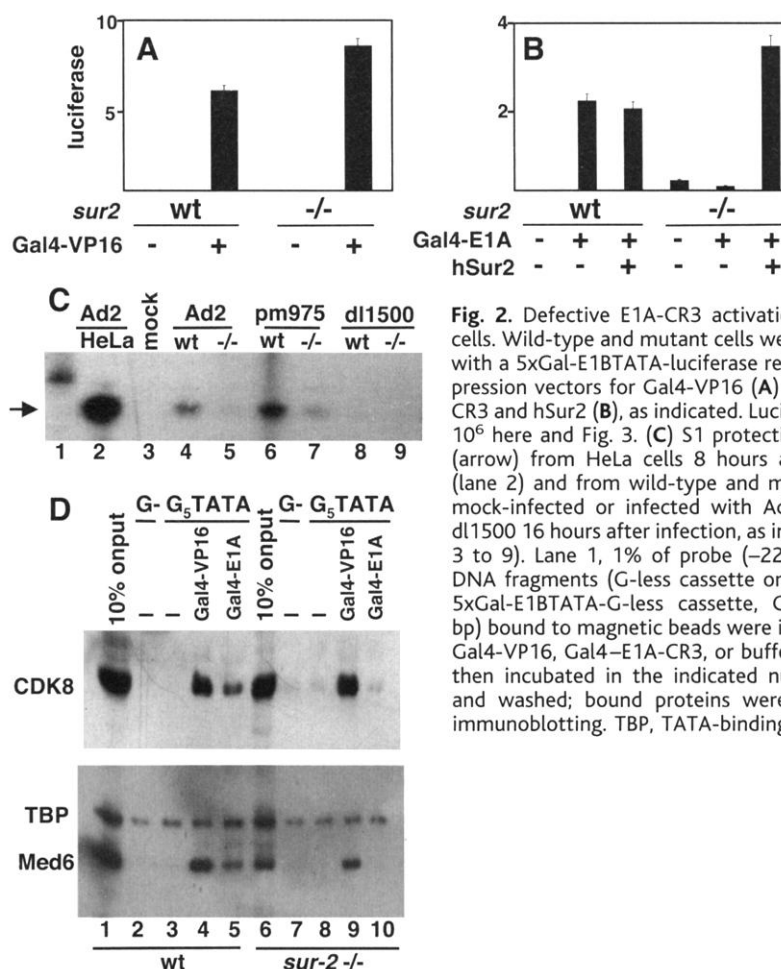 10
5
luciferase
A
sur2 wt -/-
Gal4-VP16 - + - +
4
2
B
sur2 wt -/-
Gal4-E1A - + + - + +
hSur2 - - + - - +
C
Ad2 mock Ad2 pm975 dl1500
HeLa wt -/- wt -/- wt -/-
1 2 3 4 5 6 7 8 9
D
G- G5TATA G- G5TATA
10% onput — — Gal4-VP16 Gal4-E1A 10% onput — — Gal4-VP16 Gal4-E1A
CDK8
TBP
Med6
1 2 3 4 5 6 7 8 9 10
wt sur-2 -/-
Fig. 2. Defective E1A-CR3 activatio
cells. Wild-type and mutant cells we
with a 5xGal-E1BTATA-luciferase re
pression vectors for Gal4-VP16 (A)
CR3 and hSur2 (B), as indicated. Luci
10⁶ here and Fig. 3. (C) S1 protecti
(arrow) from HeLa cells 8 hours a
(lane 2) and from wild-type and m
mock-infected or infected with Ad
dl1500 16 hours after infection, as in
3 to 9). Lane 1, 1% of probe (–22
DNA fragments (G-less cassette or
5xGal-E1BTATA-G-less cassette, G
bp) bound to magnetic beads were i
Gal4-VP16, Gal4–E1A-CR3, or buffe
then incubated in the indicated nu
and washed; bound proteins were
immunoblotting. TBP, TATA-binding